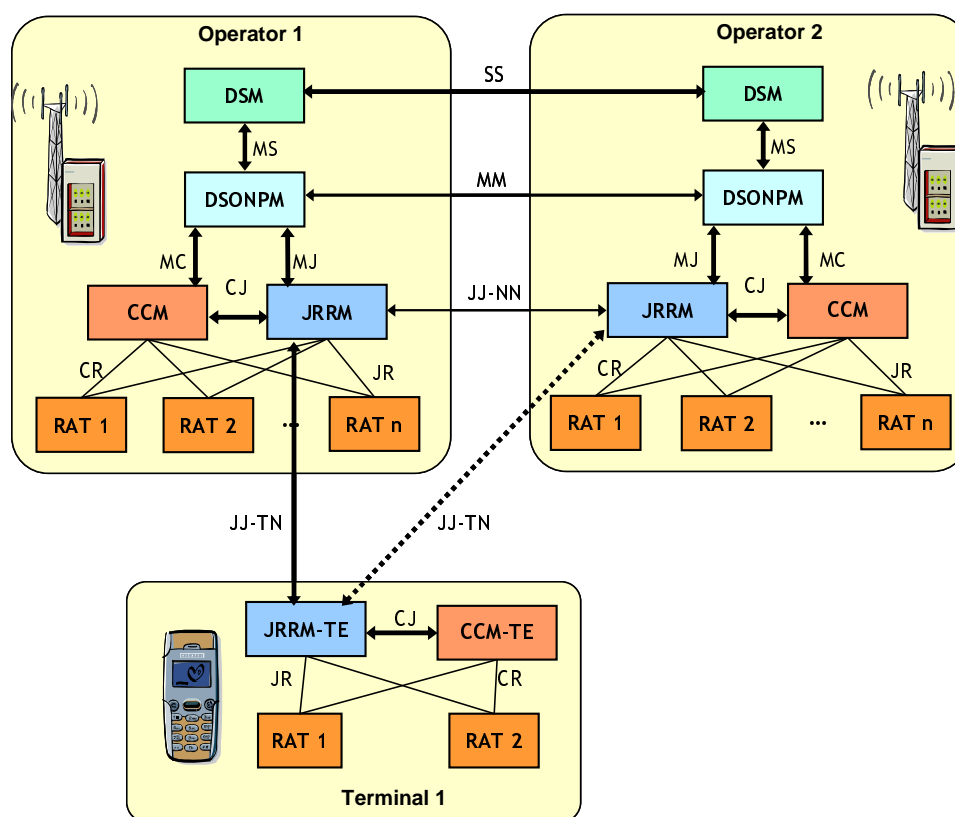 Operator 1
Operator 2
DSM
SS
DSM
MS
MS
DSONPM
MM
DSONPM
MC
MJ
MJ
MC
CCM
CJ
JRRM
JJ-NN
JRRM
CJ
CCM
CR
JR
CR
JR
RAT 1
RAT 2
...
RAT n
RAT 1
RAT 2
...
RAT n
JJ-TN
JJ-TN
JRRM-TE
CJ
CCM-TE
JR
CR
RAT 1
RAT 2
Terminal 1